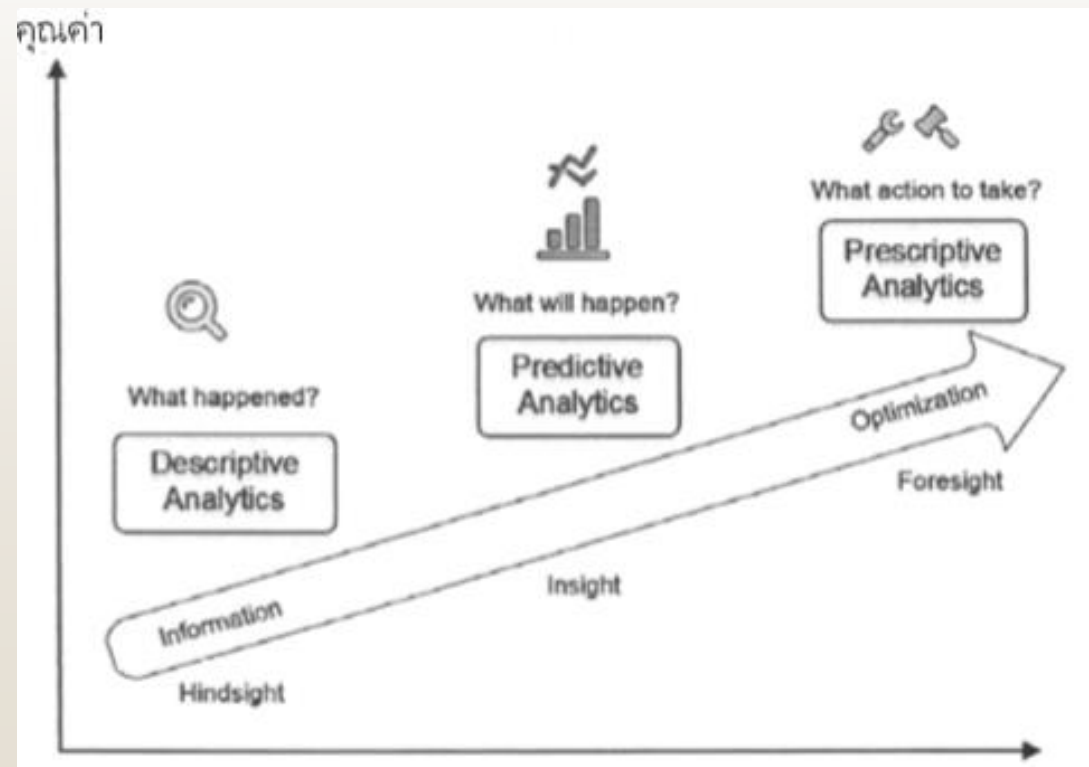 คุณค่า
What action to take?
Prescriptive
Analytics
What will happen?
Predictive
Analytics
What happened?
Descriptive
Analytics
Optimization
Foresight
Insight
Information
Hindsight